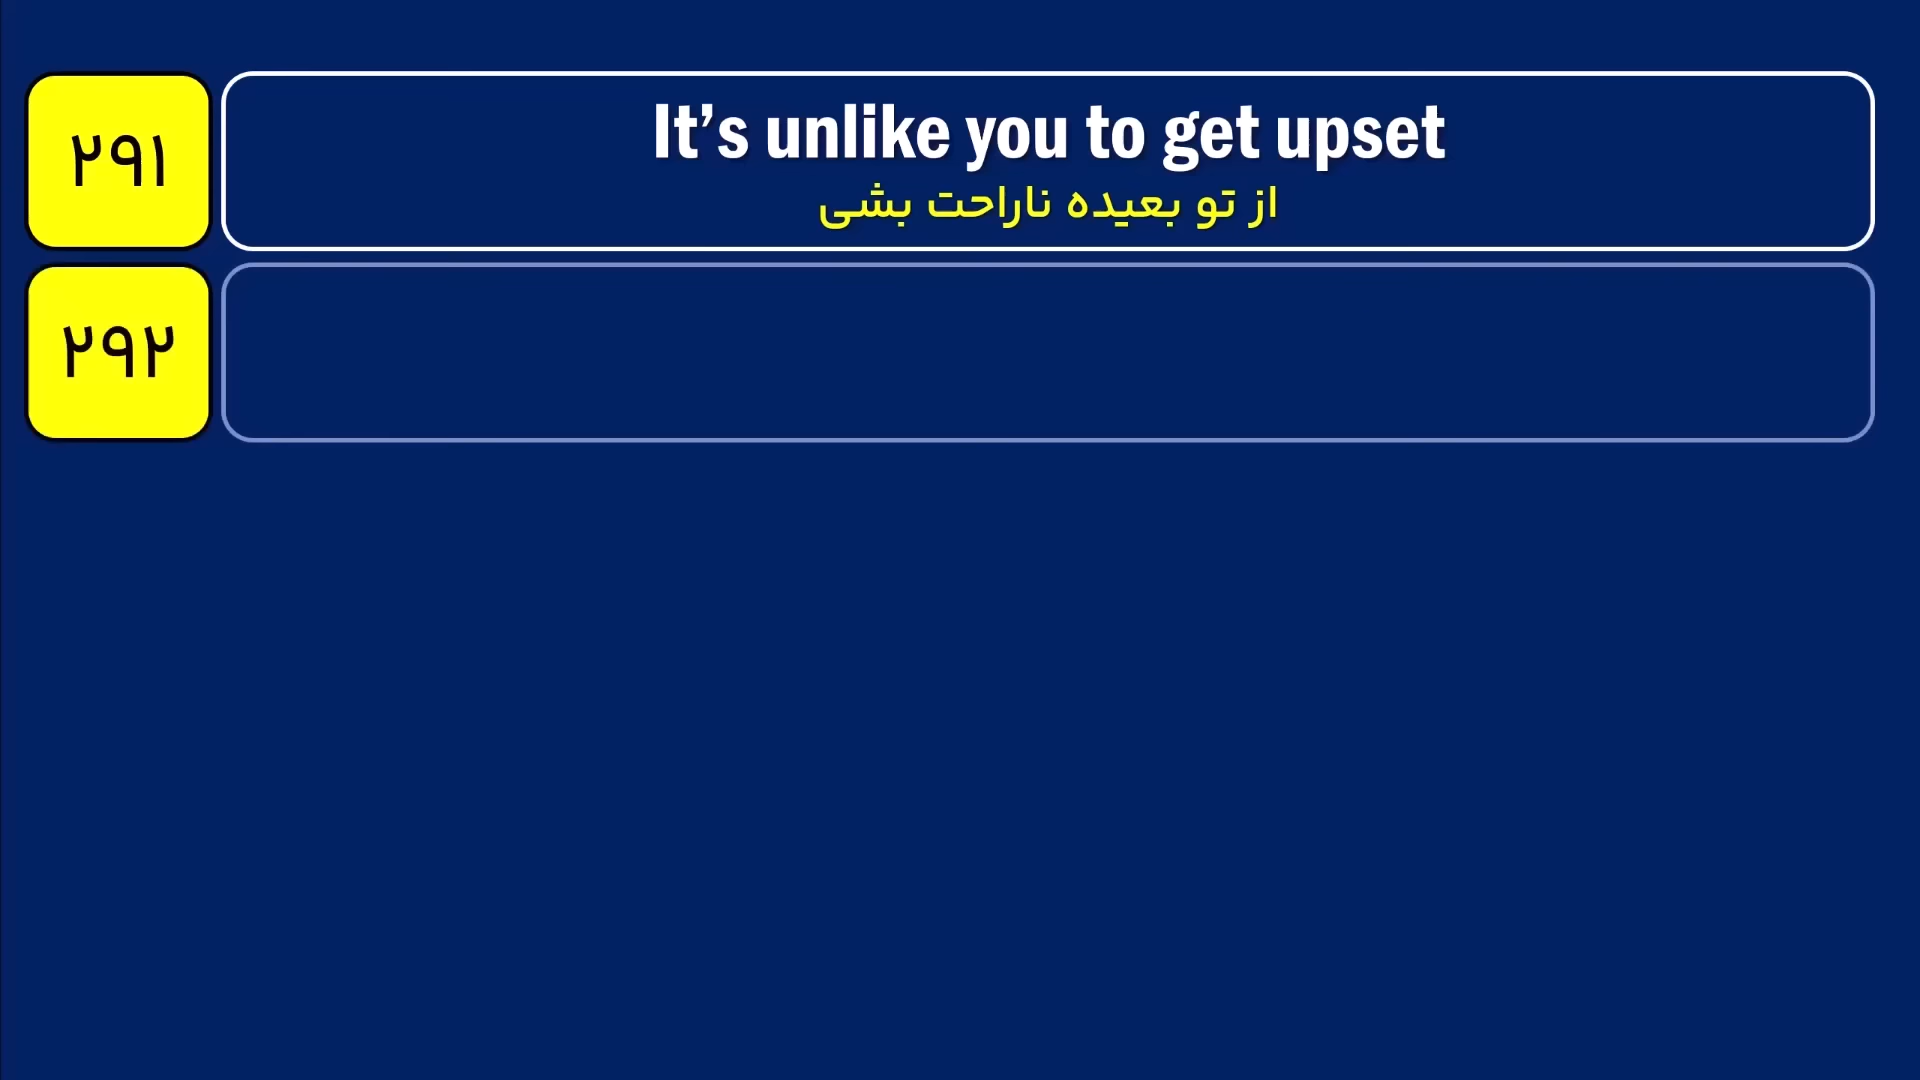 ۲۹۱
It’s unlike you to get upset
از تو بعیده ناراحت بشی
۲۹۲